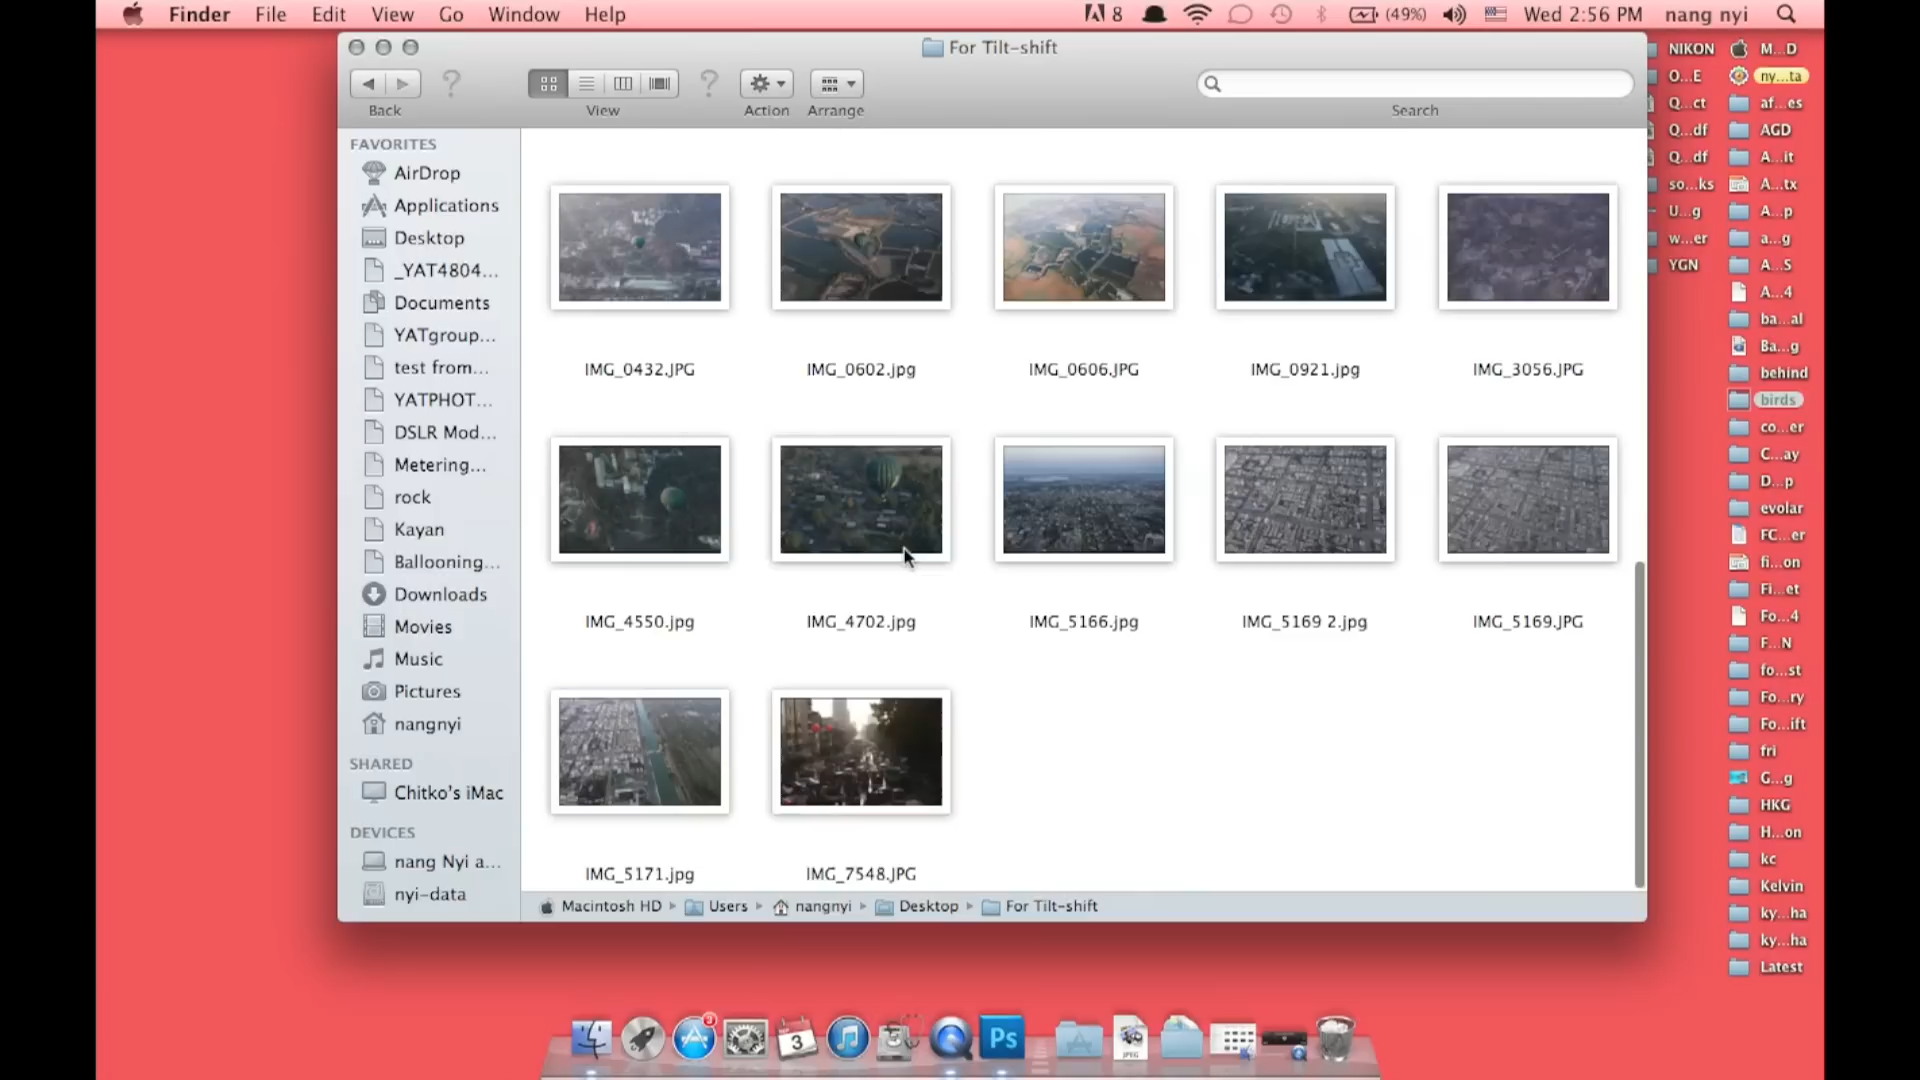 Finder File Edit View Go Window Help
8 (49%) Wed 2:56 PM nang nyi
For Tilt-shift
Back View Action Arrange Search
FAVORITES
AirDrop
Applications
Desktop
_YAT4804...
Documents
YATgroup...
test from...
YATPHOT...
DSLR Mod...
Metering...
rock
Kayan
Ballooning...
Downloads
Movies
Music
Pictures
nangnyi
SHARED
Chitko's iMac
DEVICES
nang Nyi a...
nyi-data
IMG_0432.JPG IMG_0602.jpg IMG_0606.JPG IMG_0921.jpg IMG_3056.JPG
IMG_4550.jpg IMG_4702.jpg IMG_5166.jpg IMG_5169 2.jpg IMG_5169.JPG
IMG_5171.jpg IMG_7548.JPG
Macintosh HD Users nangnyi Desktop For Tilt-shift
NIKON
O...E
Q...ct
Q...df
Q...df
so...ks
U...g
w...er
YGN
M...D
ny...ta
af...es
AGD
A...it
A...tx
A...p
a...g
A...S
A...4
ba...al
Ba...g
behind
birds
co...er
C...ay
D...p
evolar
FC...er
fi...on
Fi...et
Fo...4
F...N
fo...st
Fo...ry
Fo...ift
fri
G...g
HKG
H...on
kc
Kelvin
ky...ha
ky...ha
Latest
3
3
Ps
JPEG